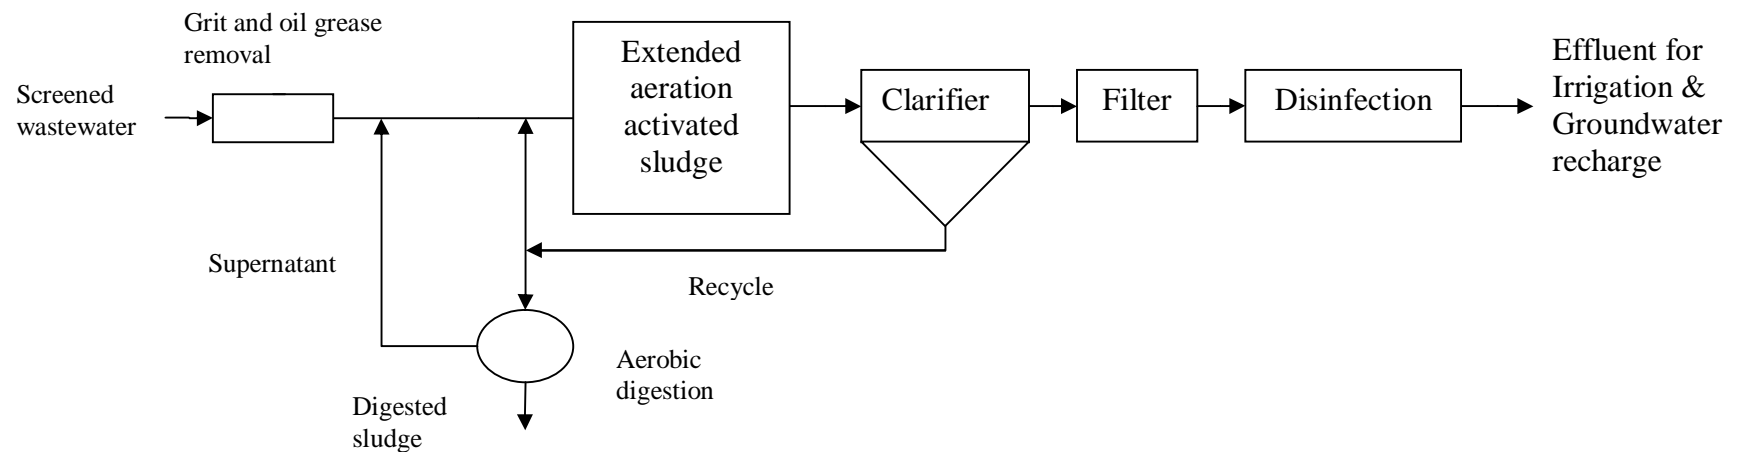 Grit and oil grease
removal
Screened
wastewater
Extended
aeration
activated
sludge
Clarifier
Filter
Disinfection
Effluent for
Irrigation &
Groundwater
recharge
Supernatant
Recycle
Aerobic
digestion
Digested
sludge